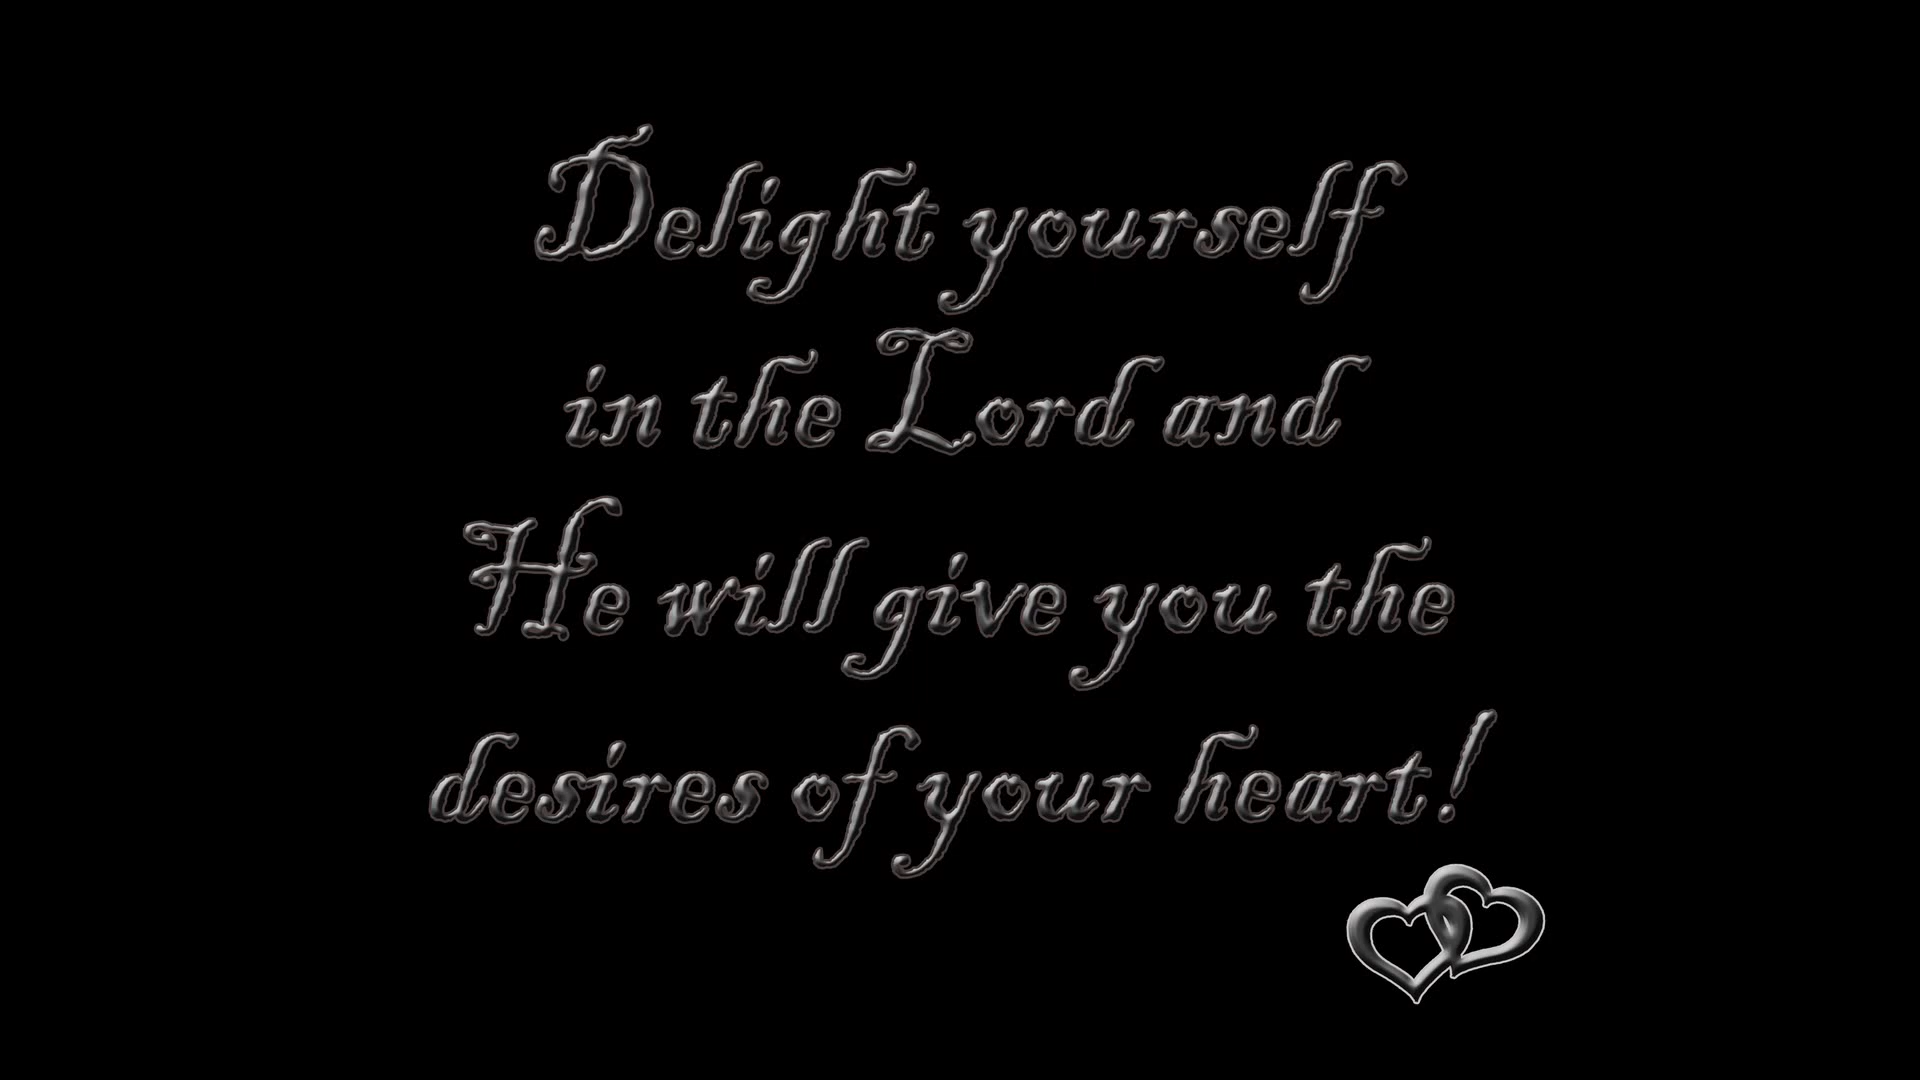 Delight yourself
in the Lord and
He will give you the
desires of your heart!